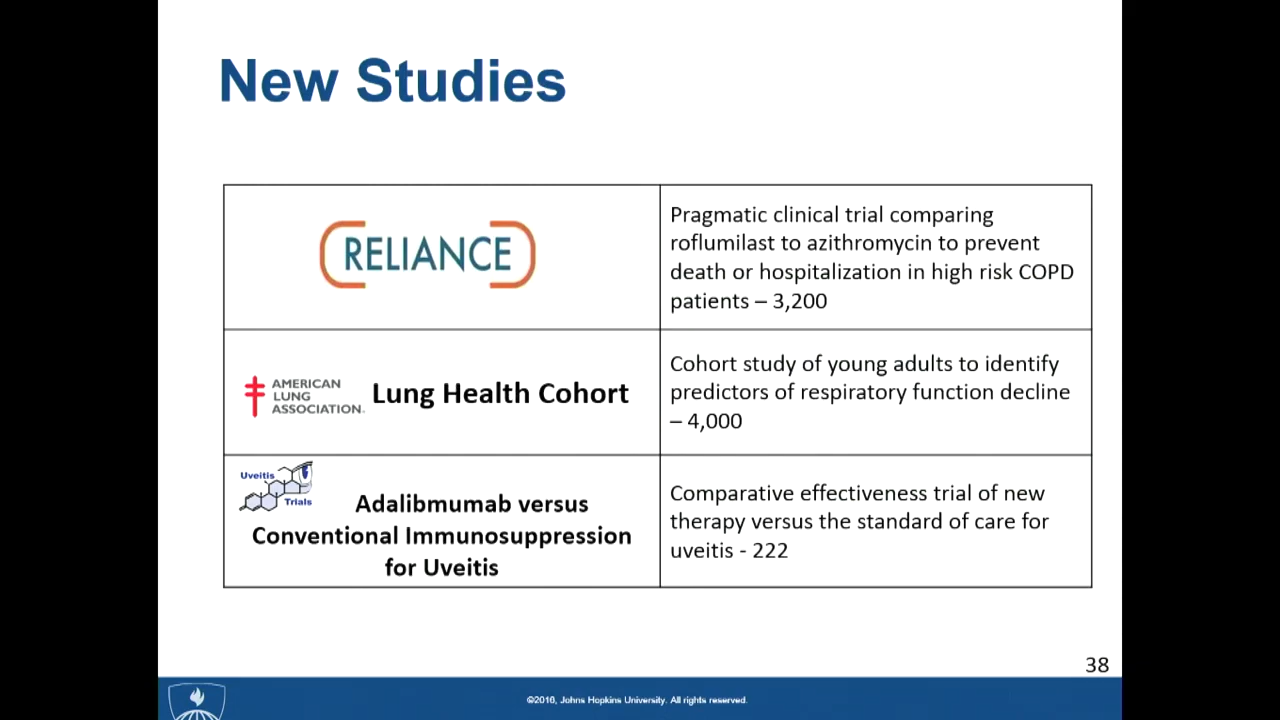 New Studies
RELIANCE
Pragmatic clinical trial comparing
roflumilast to azithromycin to prevent
death or hospitalization in high risk COPD
patients – 3,200
AMERICAN
LUNG
ASSOCIATION.
Lung Health Cohort
Cohort study of young adults to identify
predictors of respiratory function decline
– 4,000
Uveitis
Trials
Adalibmumab versus
Conventional Immunosuppression
for Uveitis
Comparative effectiveness trial of new
therapy versus the standard of care for
uveitis - 222
38
©2016, Johns Hopkins University. All rights reserved.